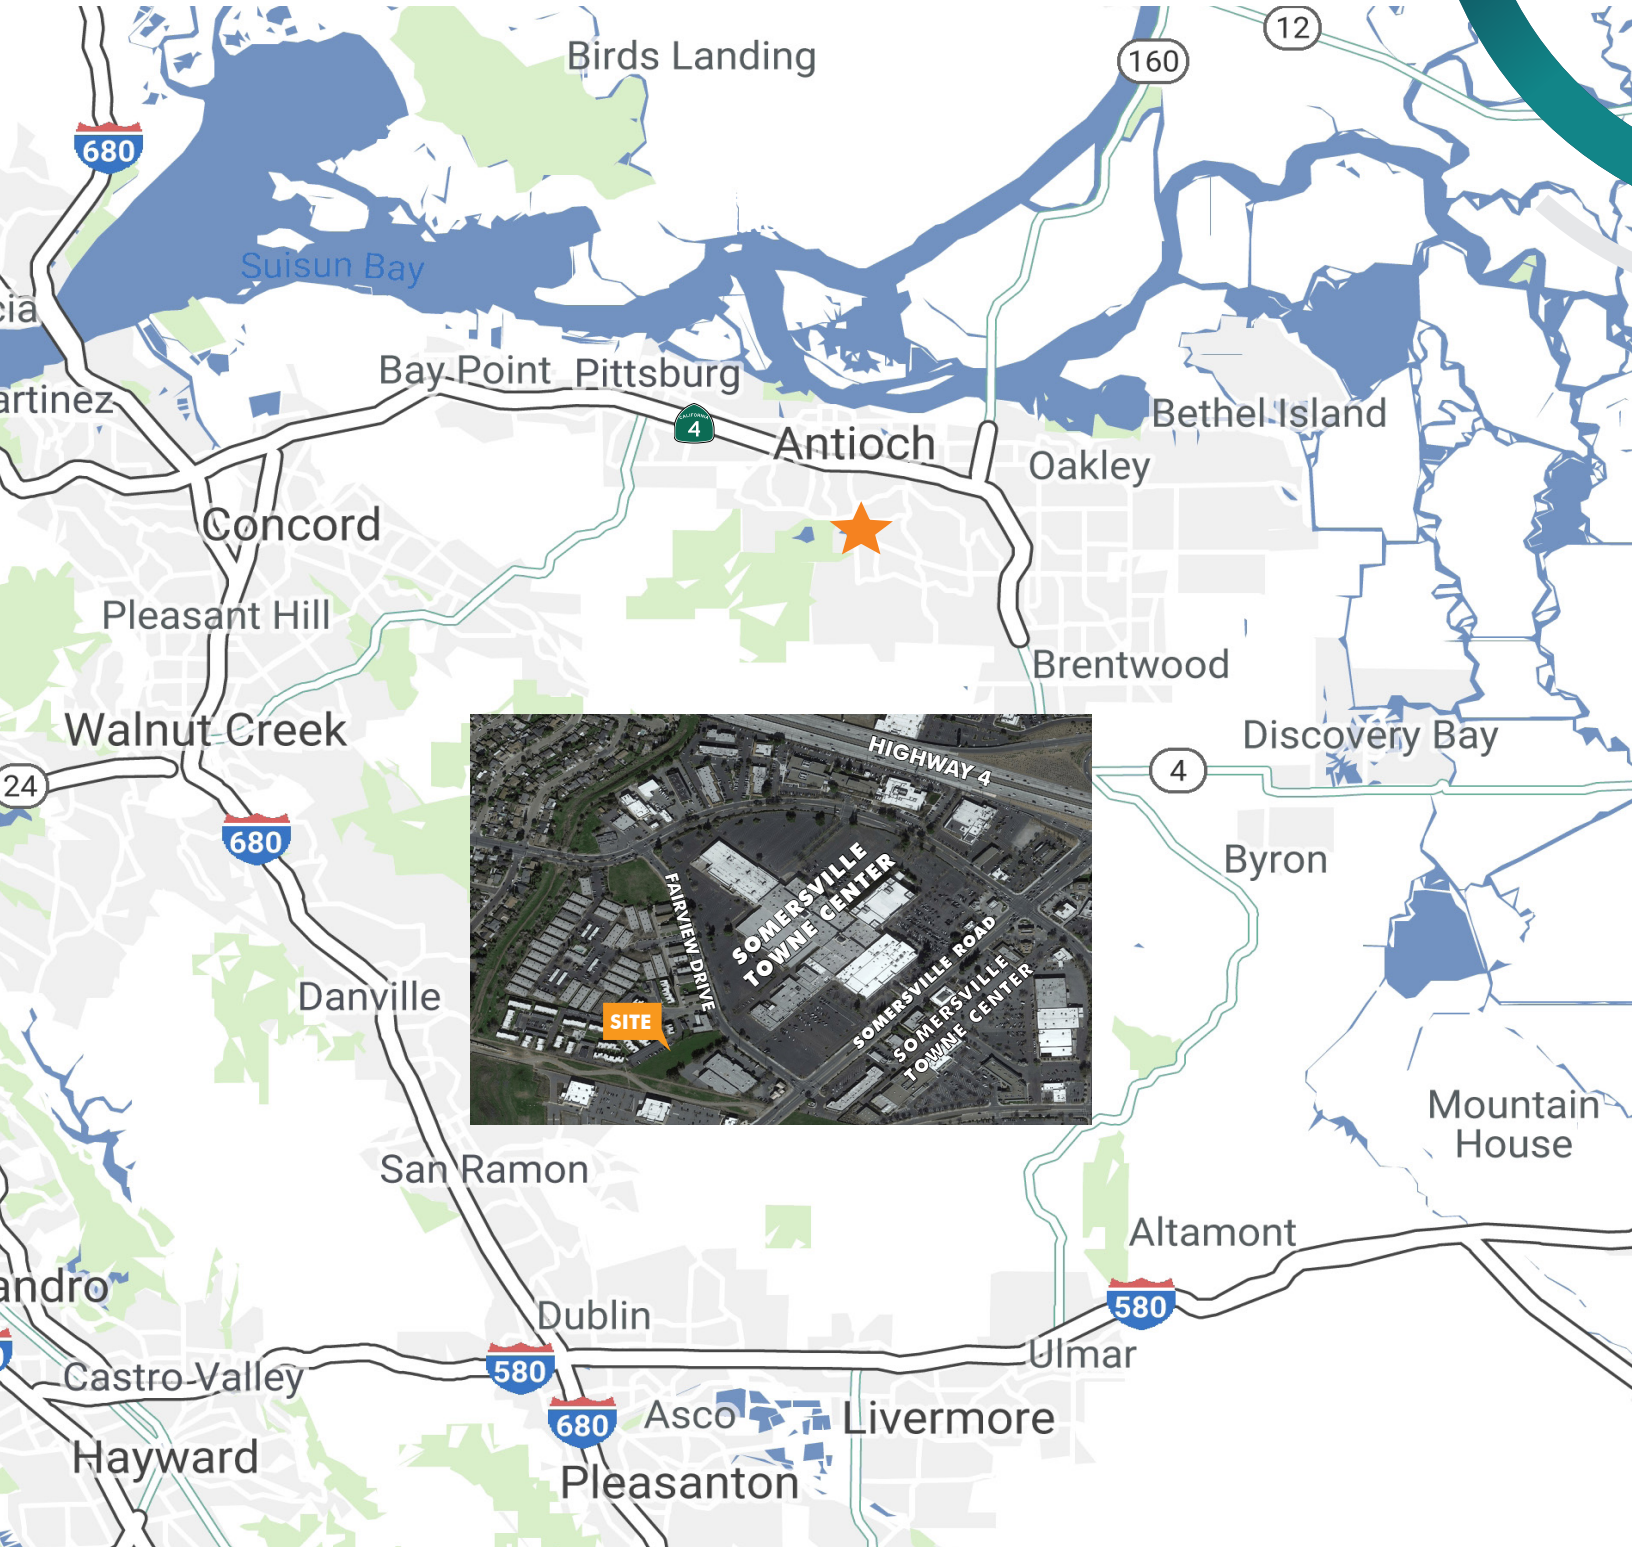 Birds Landing
12
160
680
Suisun Bay
cia
Bay Point
Pittsburg
artinez
CALIFORNIA
4
Antioch
Bethel Island
Oakley
Concord
Pleasant Hill
Brentwood
Walnut Creek
Discovery Bay
24
4
680
HIGHWAY 4
Byron
FAIRVIEW DRIVE
SOMERSVILLE
TOWNE CENTER
SOMERSVILLE ROAD
SOMERSVILLE
TOWNE CENTER
SITE
Danville
Mountain
House
San Ramon
Altamont
andro
580
Dublin
Ulmar
580
Castro Valley
680
Asco
Livermore
Hayward
Pleasanton